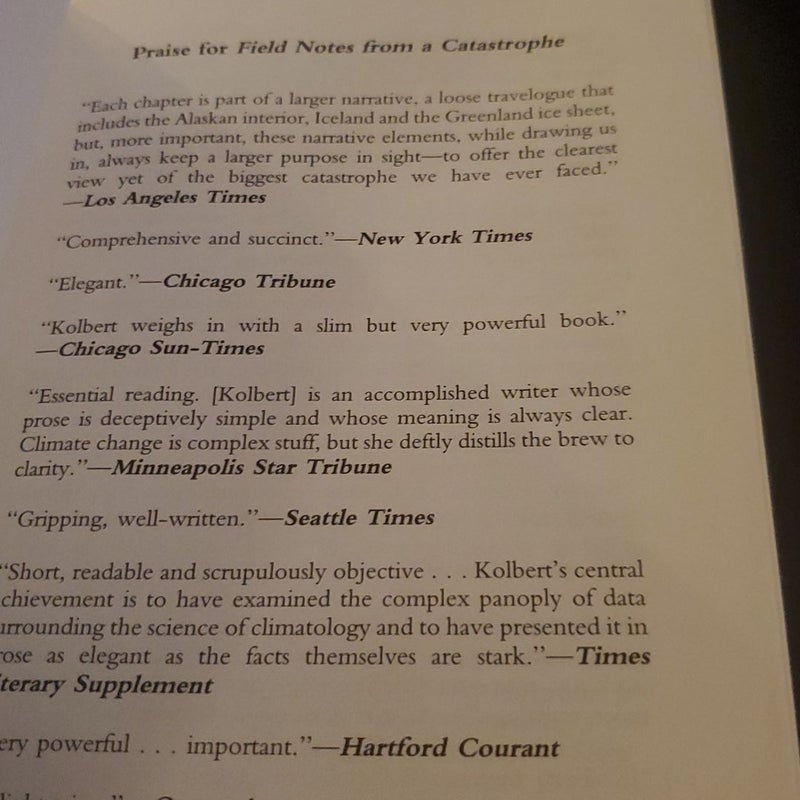 Praise for Field Notes from a Catastrophe
“Each chapter is part of a larger narrative, a loose travelogue that
includes the Alaskan interior, Iceland and the Greenland ice sheet,
but, more important, these narrative elements, while drawing us
in, always keep a larger purpose in sight—to offer the clearest
view yet of the biggest catastrophe we have ever faced.”
—Los Angeles Times
“Comprehensive and succinct.”—New York Times
“Elegant.”—Chicago Tribune
“Kolbert weighs in with a slim but very powerful book.”
—Chicago Sun-Times
“Essential reading. [Kolbert] is an accomplished writer whose
prose is deceptively simple and whose meaning is always clear.
Climate change is complex stuff, but she deftly distills the brew to
clarity.”—Minneapolis Star Tribune
“Gripping, well-written.”—Seattle Times
“Short, readable and scrupulously objective . . . Kolbert’s central
chievement is to have examined the complex panoply of data
urrounding the science of climatology and to have presented it in
rose as elegant as the facts themselves are stark.”—Times
terary Supplement
ery powerful . . . important.”—Hartford Courant